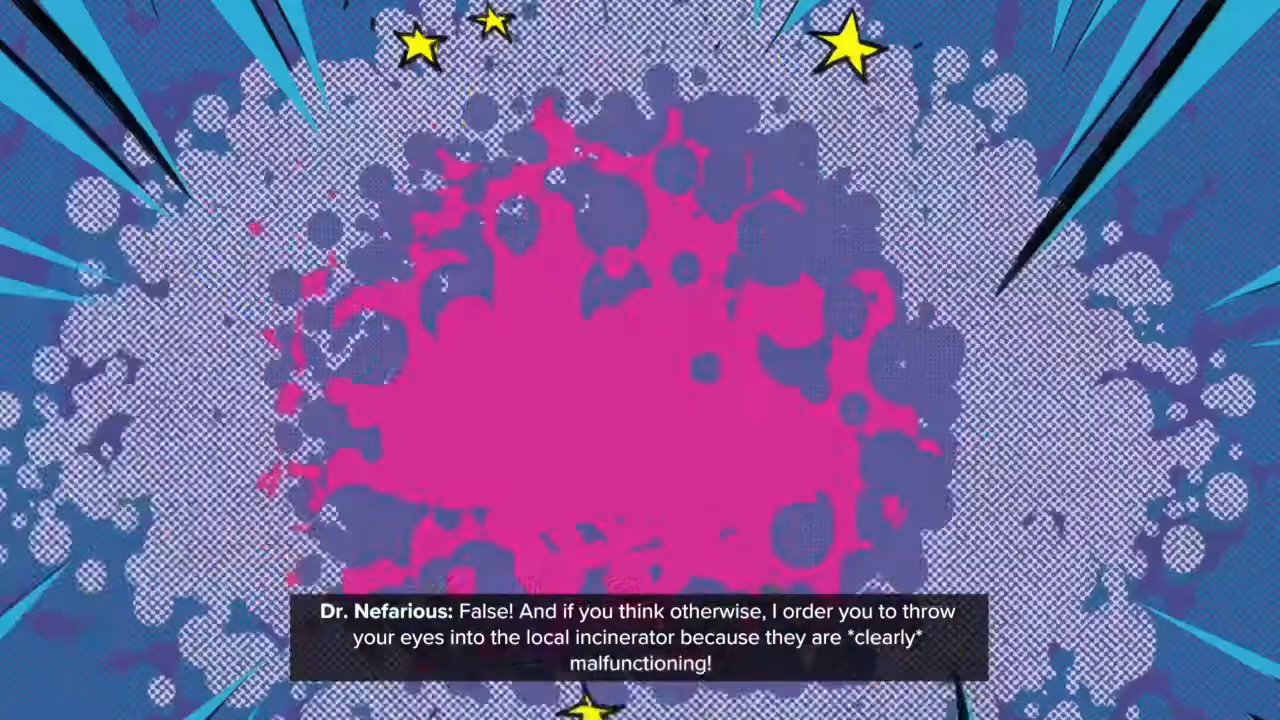 Dr. Nefarious: False! And if you think otherwise, I order you to throw
your eyes into the local incinerator because they are *clearly*
malfunctioning!